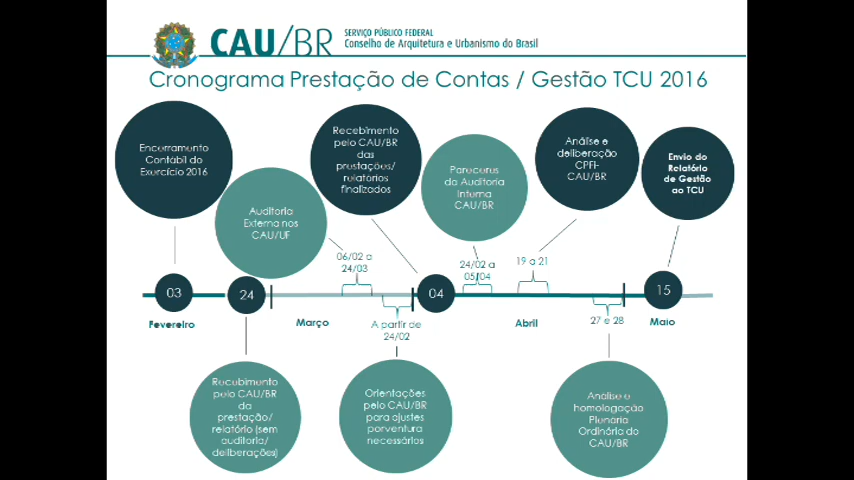 CAU/BR
SERVIÇO PÚBLICO FEDERAL
Conselho de Arquitetura e Urbanismo do Brasil
Cronograma Prestação de Contas / Gestão TCU 2016
Encerramento
Contábil do
Exercício 2016
Auditoria
Externa nos
CAU/UF
Recebimento
pelo CAU/BR
das
prestações/
relatórios
finalizados
Pareceres
da Auditoria
Interna
CAU/BR
Análise e
deliberação
CPFI-
CAU/BR
Envio do
Relatório
de Gestão
ao TCU
06/02 a
24/03
24/02 a
05/04
19 a 21
03
24
04
15
Fevereiro
Março
A partir de
24/02
Abril
27 e 28
Maio
Recebimento
pelo CAU/BR
da
prestação/
relatório (sem
auditoria/
deliberações)
Orientações
pelo CAU/BR
para ajustes
porventura
necessários
Análise e
homologação
Plenária
Ordinária do
CAU/BR